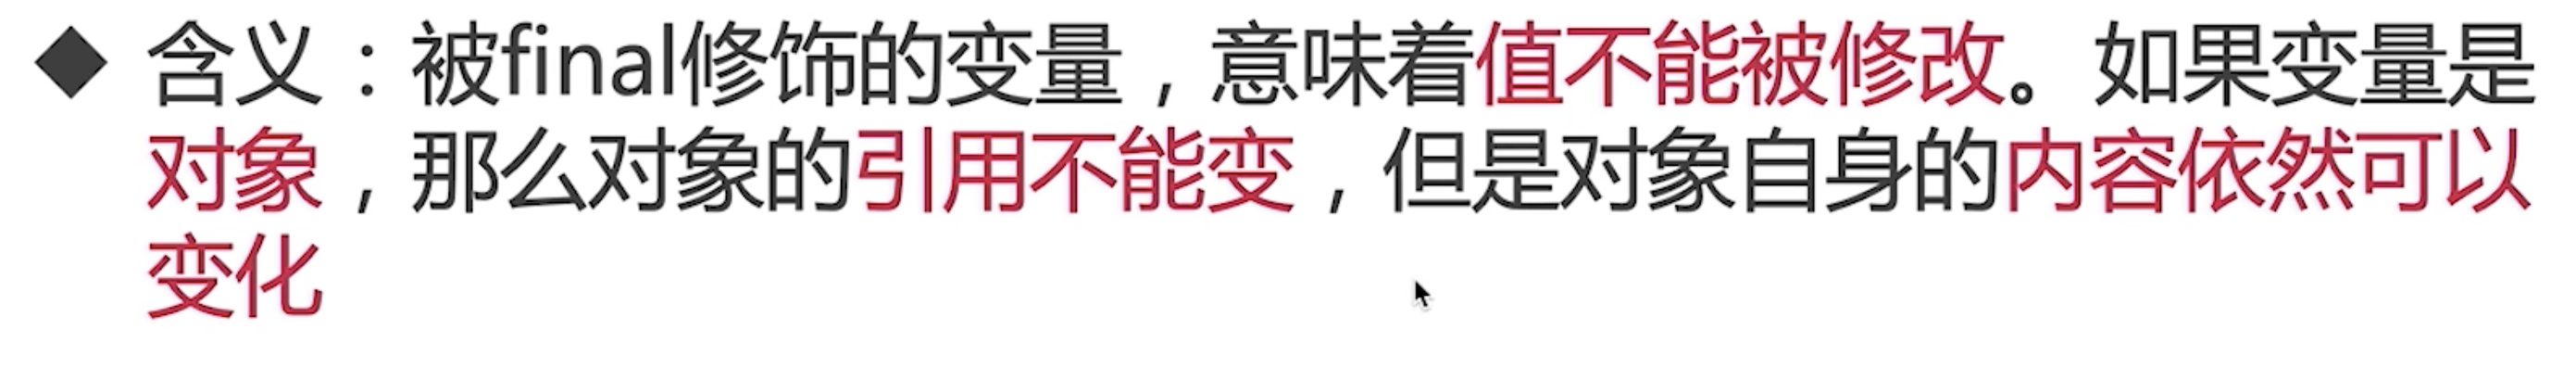 ◆ 含义：被final修饰的变量，意味着值不能被修改。如果变量是
对象，那么对象的引用不能变，但是对象自身的内容依然可以
变化